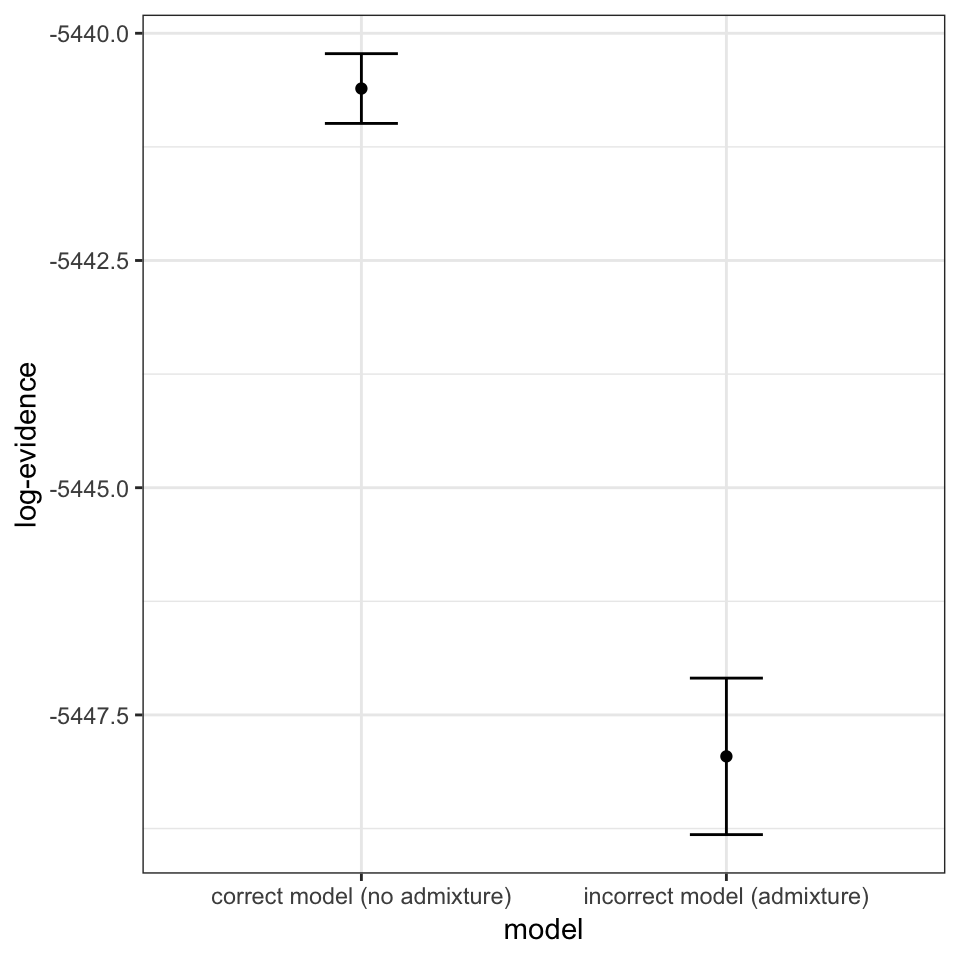 log-evidence
-5440.0
-5442.5
-5445.0
-5447.5
correct model (no admixture)
incorrect model (admixture)
model